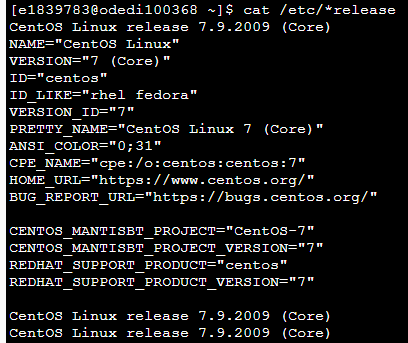 [e1839783@odedi100368 ~]$ cat /etc/*release
CentOS Linux release 7.9.2009 (Core)
NAME="CentOS Linux"
VERSION="7 (Core)"
ID="centos"
ID_LIKE="rhel fedora"
VERSION_ID="7"
PRETTY_NAME="CentOS Linux 7 (Core)"
ANSI_COLOR="0;31"
CPE_NAME="cpe:/o:centos:centos:7"
HOME_URL="https://www.centos.org/"
BUG_REPORT_URL="https://bugs.centos.org/"

CENTOS_MANTISBT_PROJECT="CentOS-7"
CENTOS_MANTISBT_PROJECT_VERSION="7"
REDHAT_SUPPORT_PRODUCT="centos"
REDHAT_SUPPORT_PRODUCT_VERSION="7"

CentOS Linux release 7.9.2009 (Core)
CentOS Linux release 7.9.2009 (Core)